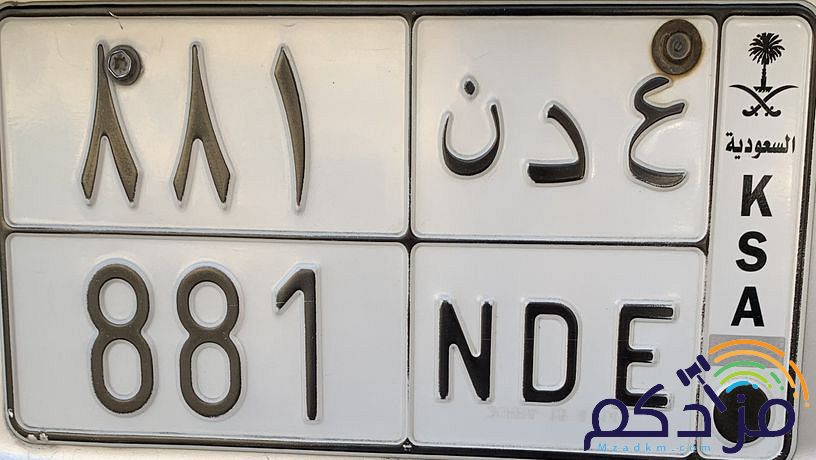 ٨٨١ ع د ن
881 NDE
السعودية
K
S
A
مزادكم
Mzadkm.com